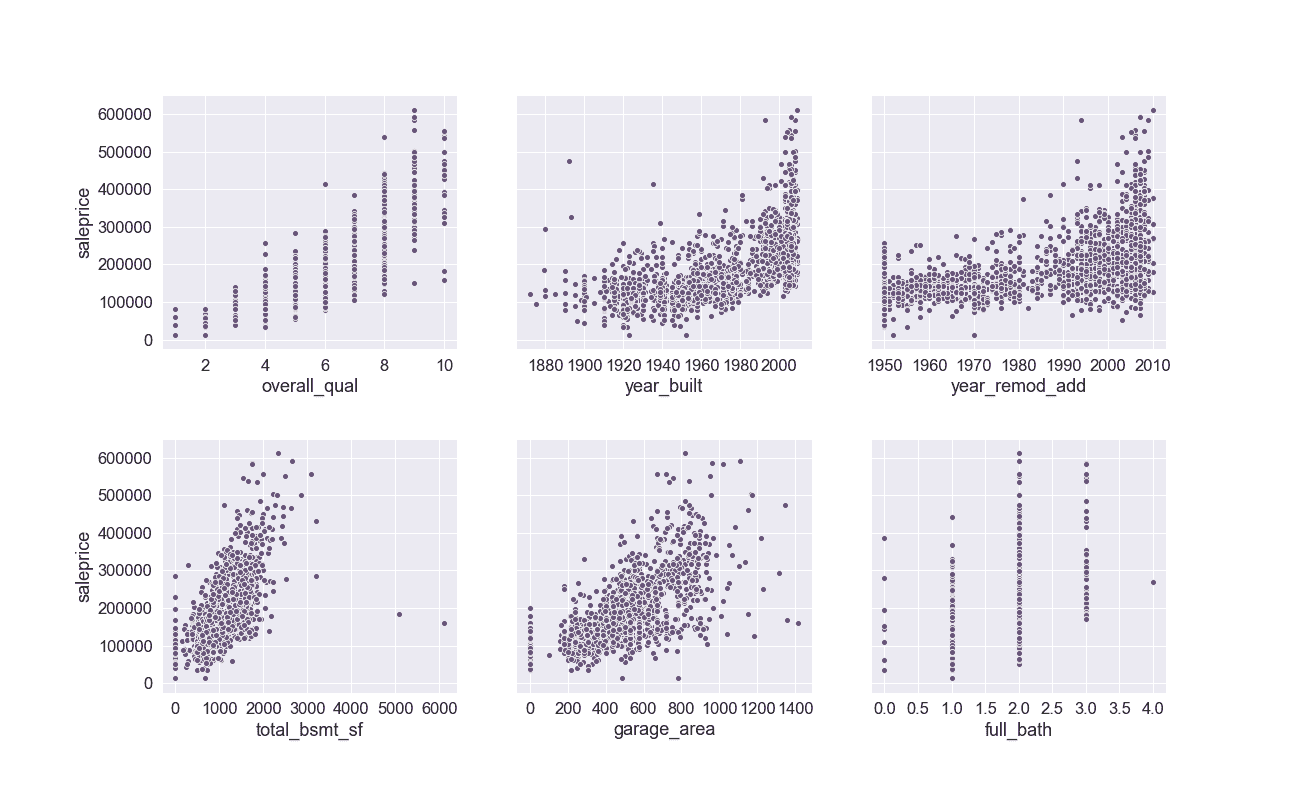 saleprice
600000
500000
400000
300000
200000
100000
0
2 4 6 8 10
overall_qual
1880 1900 1920 1940 1960 1980 2000
year_built
1950 1960 1970 1980 1990 2000 2010
year_remod_add
saleprice
600000
500000
400000
300000
200000
100000
0
0 1000 2000 3000 4000 5000 6000
total_bsmt_sf
0 200 400 600 800 1000 1200 1400
garage_area
0.0 0.5 1.0 1.5 2.0 2.5 3.0 3.5 4.0
full_bath